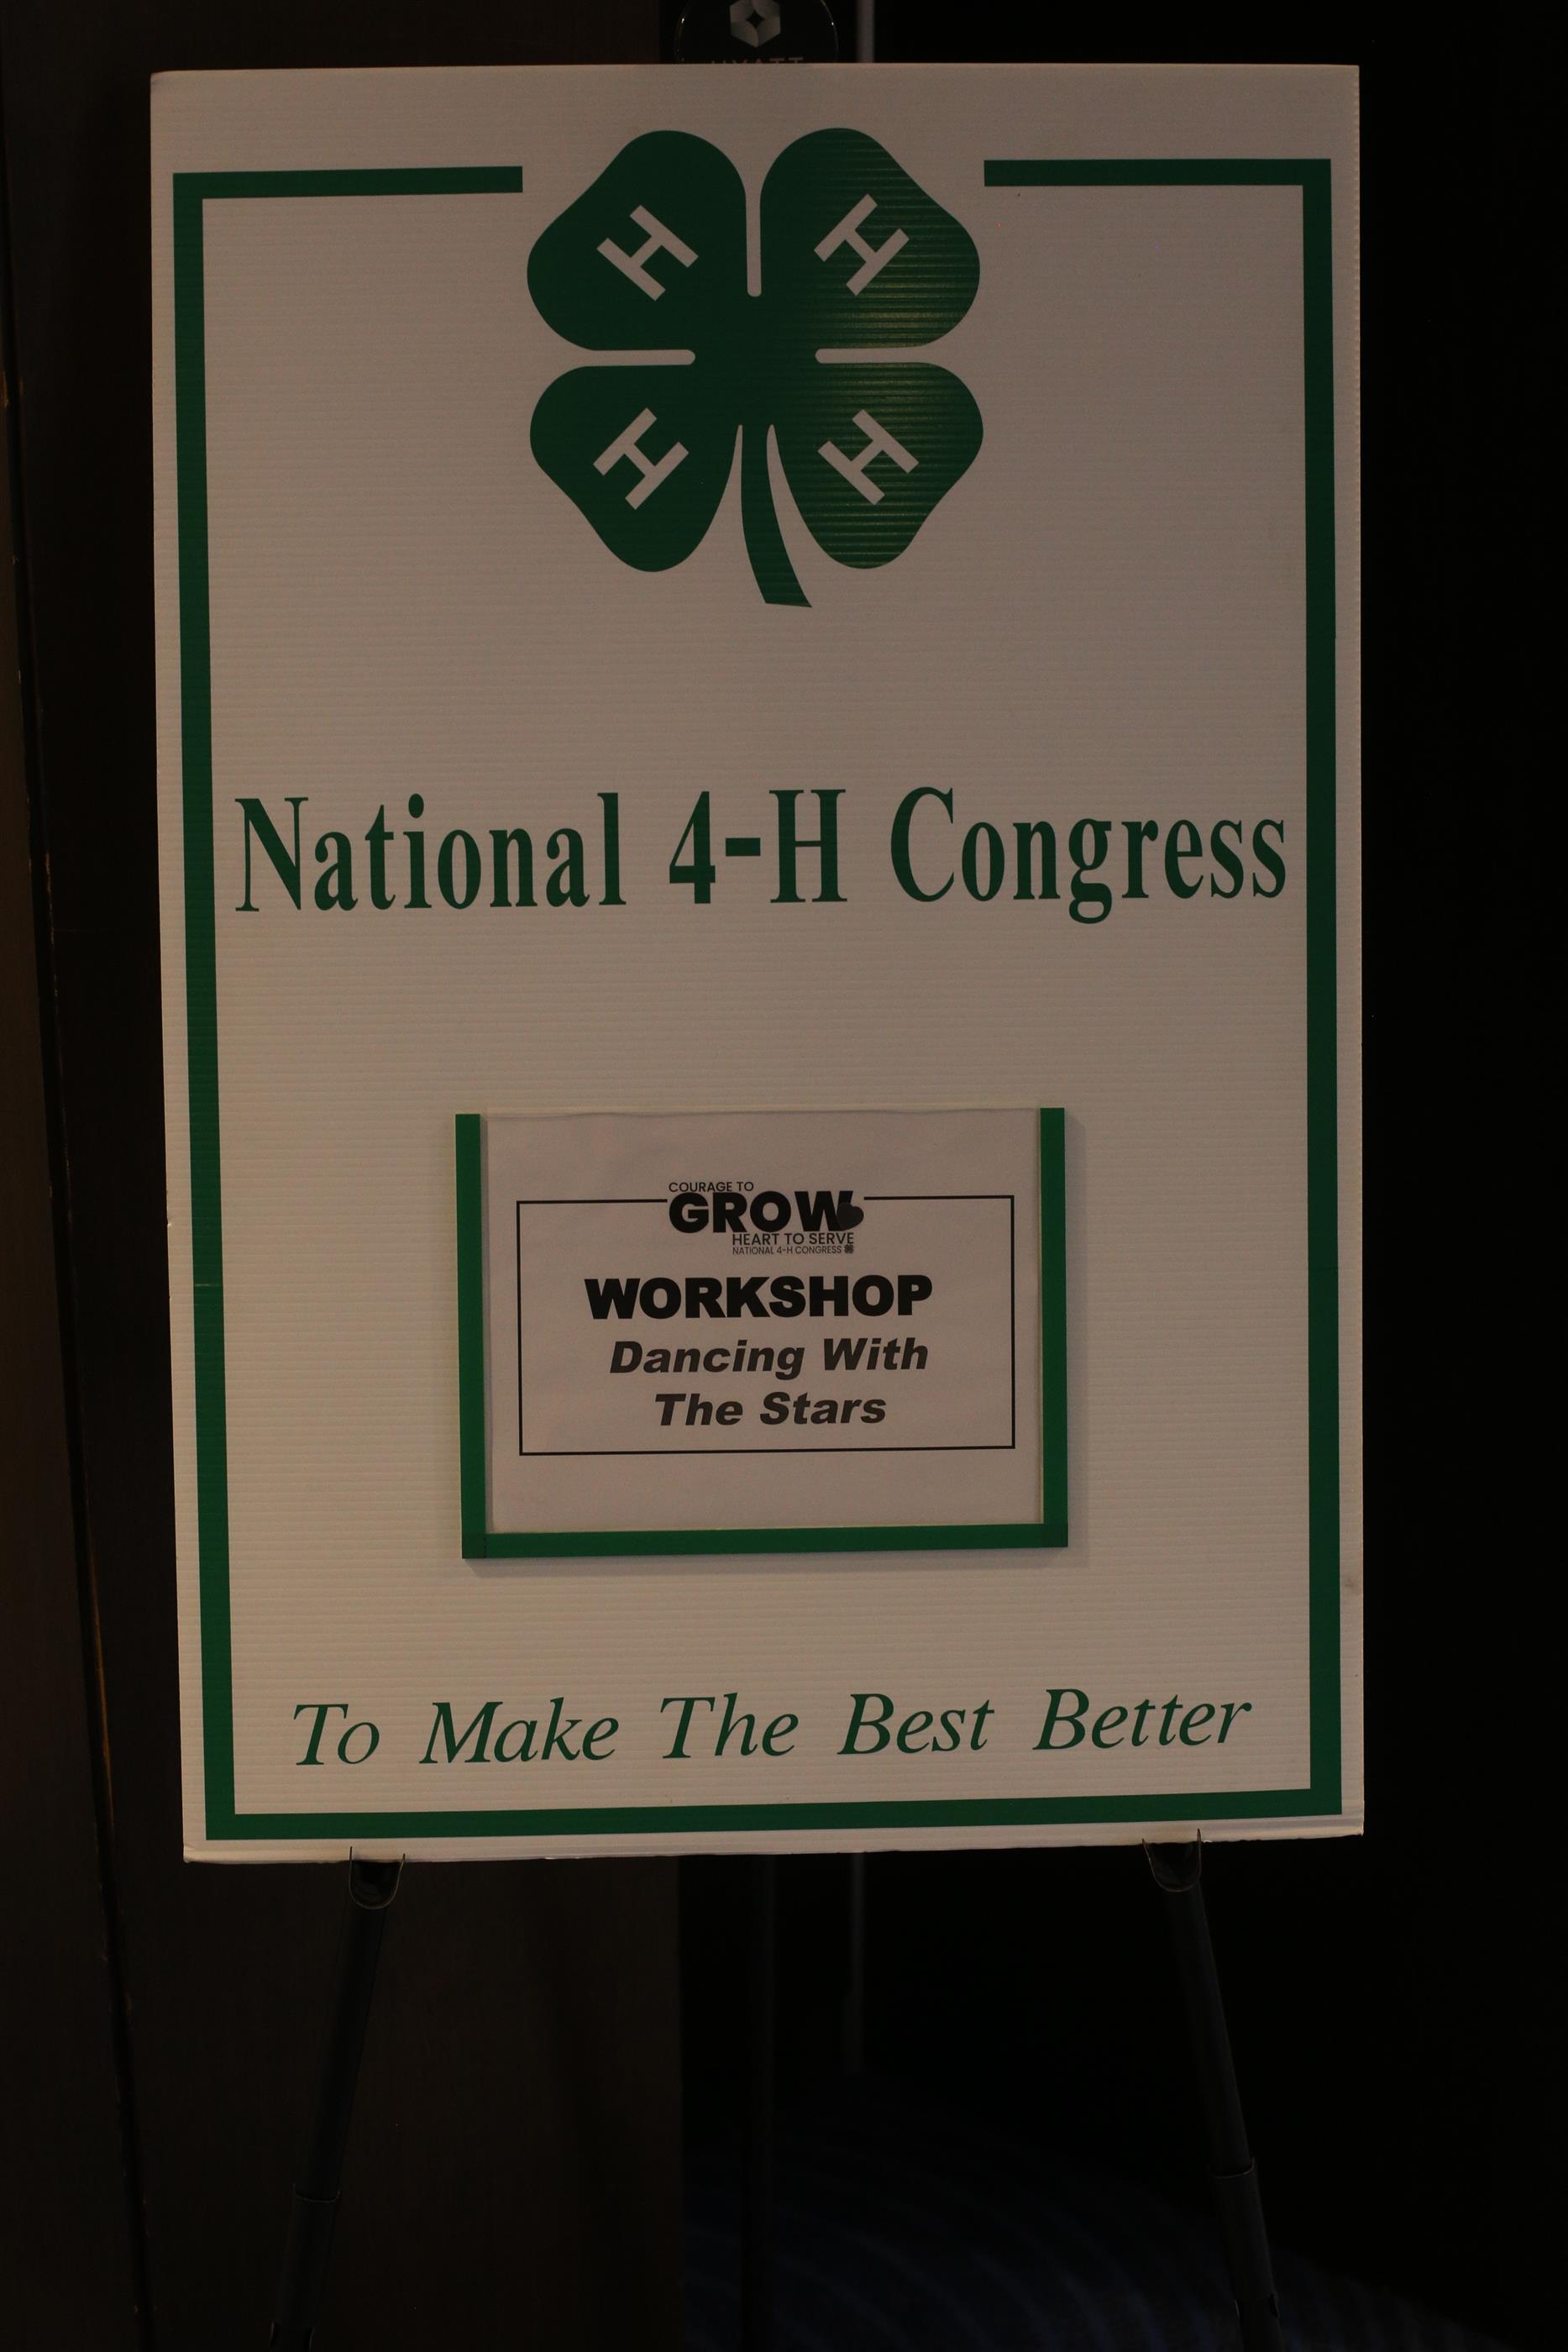 HYATT
H H
H H
National 4-H Congress
COURAGE TO
GROW
HEART TO SERVE
NATIONAL 4-H CONGRESS
WORKSHOP
Dancing With
The Stars
To Make The Best Better